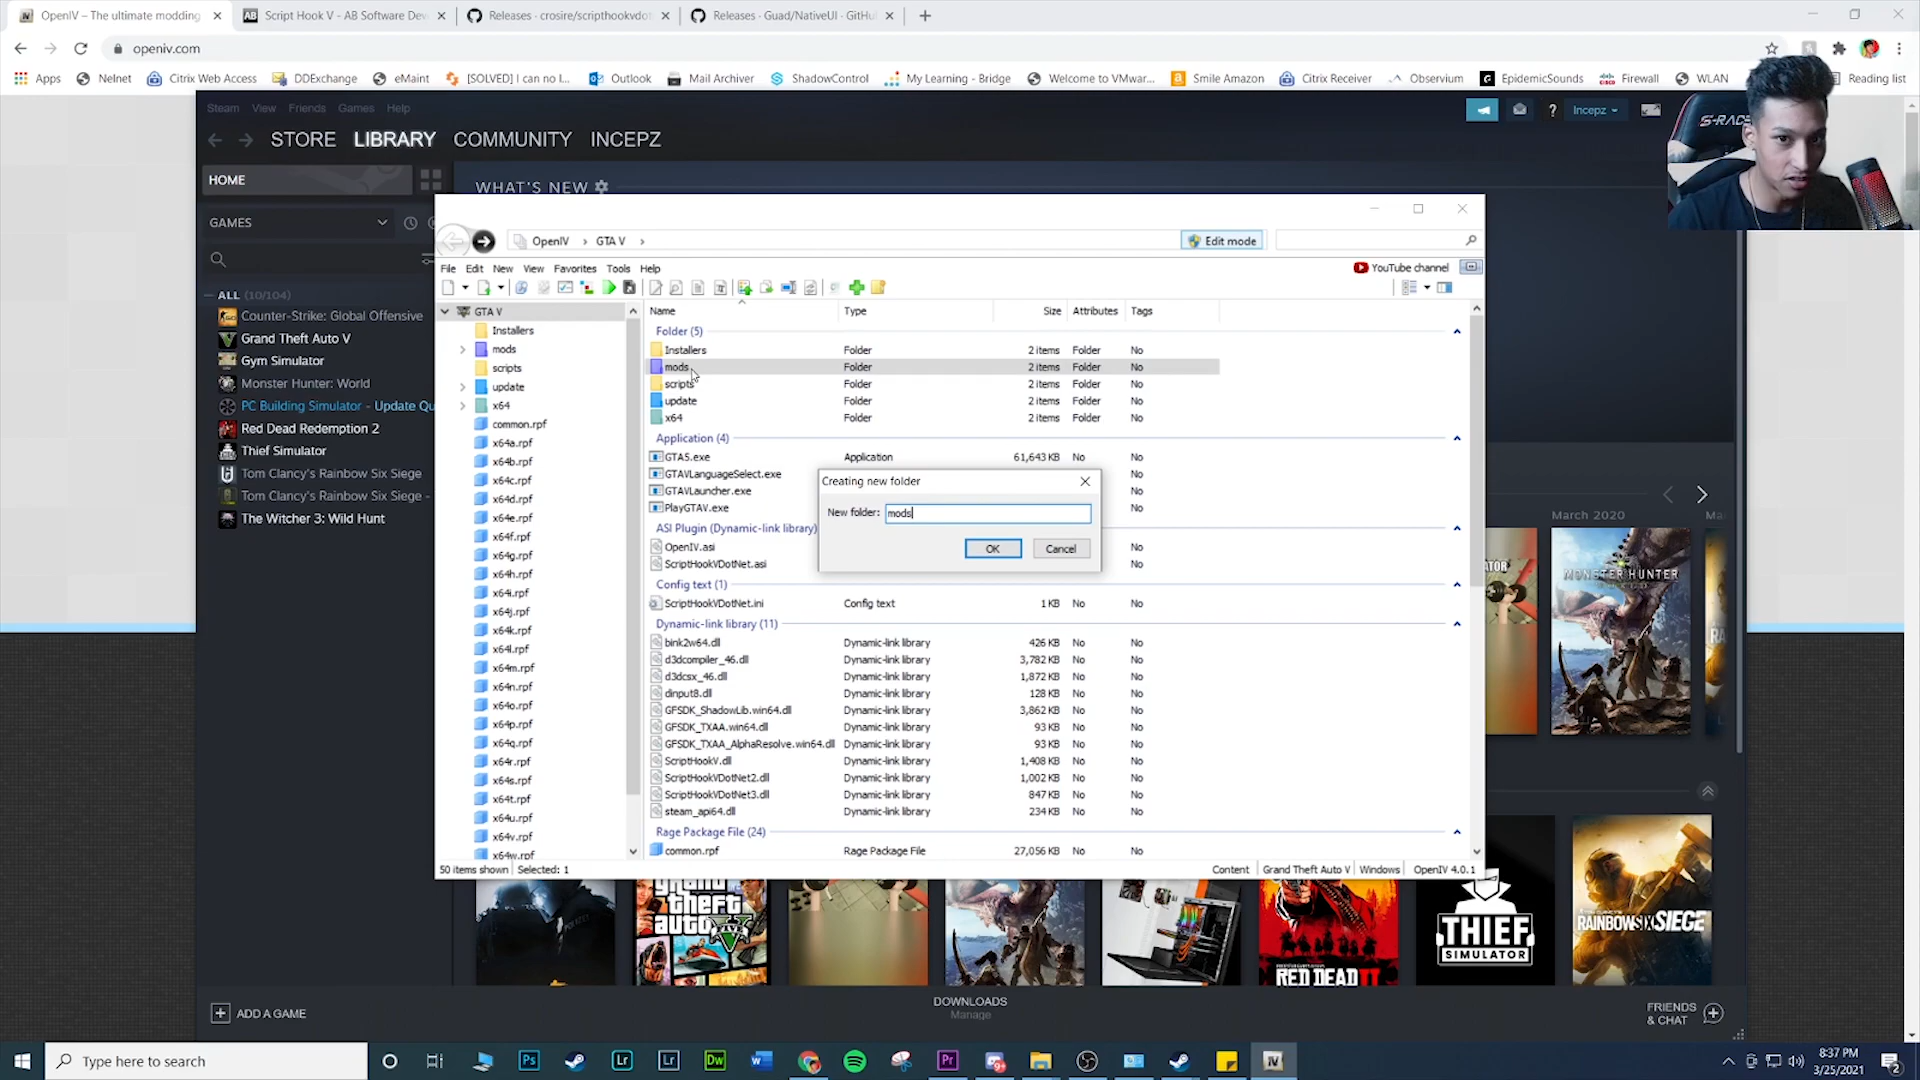 OpenIV – The ultimate modding
Script Hook V - AB Software Dev
Releases · crosire/scripthookvdot
Releases · Guad/NativeUI · GitHu
openiv.com
Apps
Nelnet
Citrix Web Access
DDExchange
eMaint
[SOLVED] I can no l...
Outlook
Mail Archiver
ShadowControl
My Learning - Bridge
Welcome to VMwar...
Smile Amazon
Citrix Receiver
Observium
EpidemicSounds
Firewall
WLAN
Reading list
Steam View Friends Games Help
Incepz
STORE LIBRARY COMMUNITY INCEPZ
HOME
WHAT'S NEW
GAMES
ALL (10/104)
Counter-Strike: Global Offensive
Grand Theft Auto V
Gym Simulator
Monster Hunter: World
PC Building Simulator - Update Qu
Red Dead Redemption 2
Thief Simulator
Tom Clancy's Rainbow Six Siege
Tom Clancy's Rainbow Six Siege -
The Witcher 3: Wild Hunt
OpenIV › GTA V ›
Edit mode
File Edit New View Favorites Tools Help
YouTube channel
GTA V
Installers
mods
scripts
update
x64
common.rpf
x64a.rpf
x64b.rpf
x64c.rpf
x64d.rpf
x64e.rpf
x64f.rpf
x64g.rpf
x64h.rpf
x64i.rpf
x64j.rpf
x64k.rpf
x64l.rpf
x64m.rpf
x64n.rpf
x64o.rpf
x64p.rpf
x64q.rpf
x64r.rpf
x64s.rpf
x64t.rpf
x64u.rpf
x64v.rpf
x64w.rpf
Name Type Size Attributes Tags
Folder (5)
Installers Folder 2 items Folder No
mods Folder 2 items Folder No
scripts Folder 2 items Folder No
update Folder 2 items Folder No
x64 Folder 2 items Folder No
Application (4)
GTA5.exe Application 61,643 KB No No
GTAVLanguageSelect.exe No
GTAVLauncher.exe No
PlayGTAV.exe No
ASI Plugin (Dynamic-link library)
OpenIV.asi No
ScriptHookVDotNet.asi No
Config text (1)
ScriptHookVDotNet.ini Config text 1 KB No No
Dynamic-link library (11)
bink2w64.dll Dynamic-link library 426 KB No No
d3dcompiler_46.dll Dynamic-link library 3,782 KB No No
d3dcsx_46.dll Dynamic-link library 1,872 KB No No
dinput8.dll Dynamic-link library 128 KB No No
GFSDK_ShadowLib.win64.dll Dynamic-link library 3,862 KB No No
GFSDK_TXAA.win64.dll Dynamic-link library 93 KB No No
GFSDK_TXAA_AlphaResolve.win64.dll Dynamic-link library 93 KB No No
ScriptHookV.dll Dynamic-link library 1,408 KB No No
ScriptHookVDotNet2.dll Dynamic-link library 1,002 KB No No
ScriptHookVDotNet3.dll Dynamic-link library 847 KB No No
steam_api64.dll Dynamic-link library 234 KB No No
Rage Package File (24)
common.rpf Rage Package File 27,056 KB No No
50 items shown Selected: 1
Content Grand Theft Auto V Windows OpenIV 4.0.1
Creating new folder
New folder: mods
OK Cancel
March 2020
Ma
MONSTER HUNTER
WORLD
grand
theft
auto
V
RED DEAD II
THIEF
SIMULATOR
RAINBOWSIX|SIEGE
ADD A GAME
DOWNLOADS
Manage
FRIENDS
& CHAT
Type here to search
8:37 PM
3/25/2021